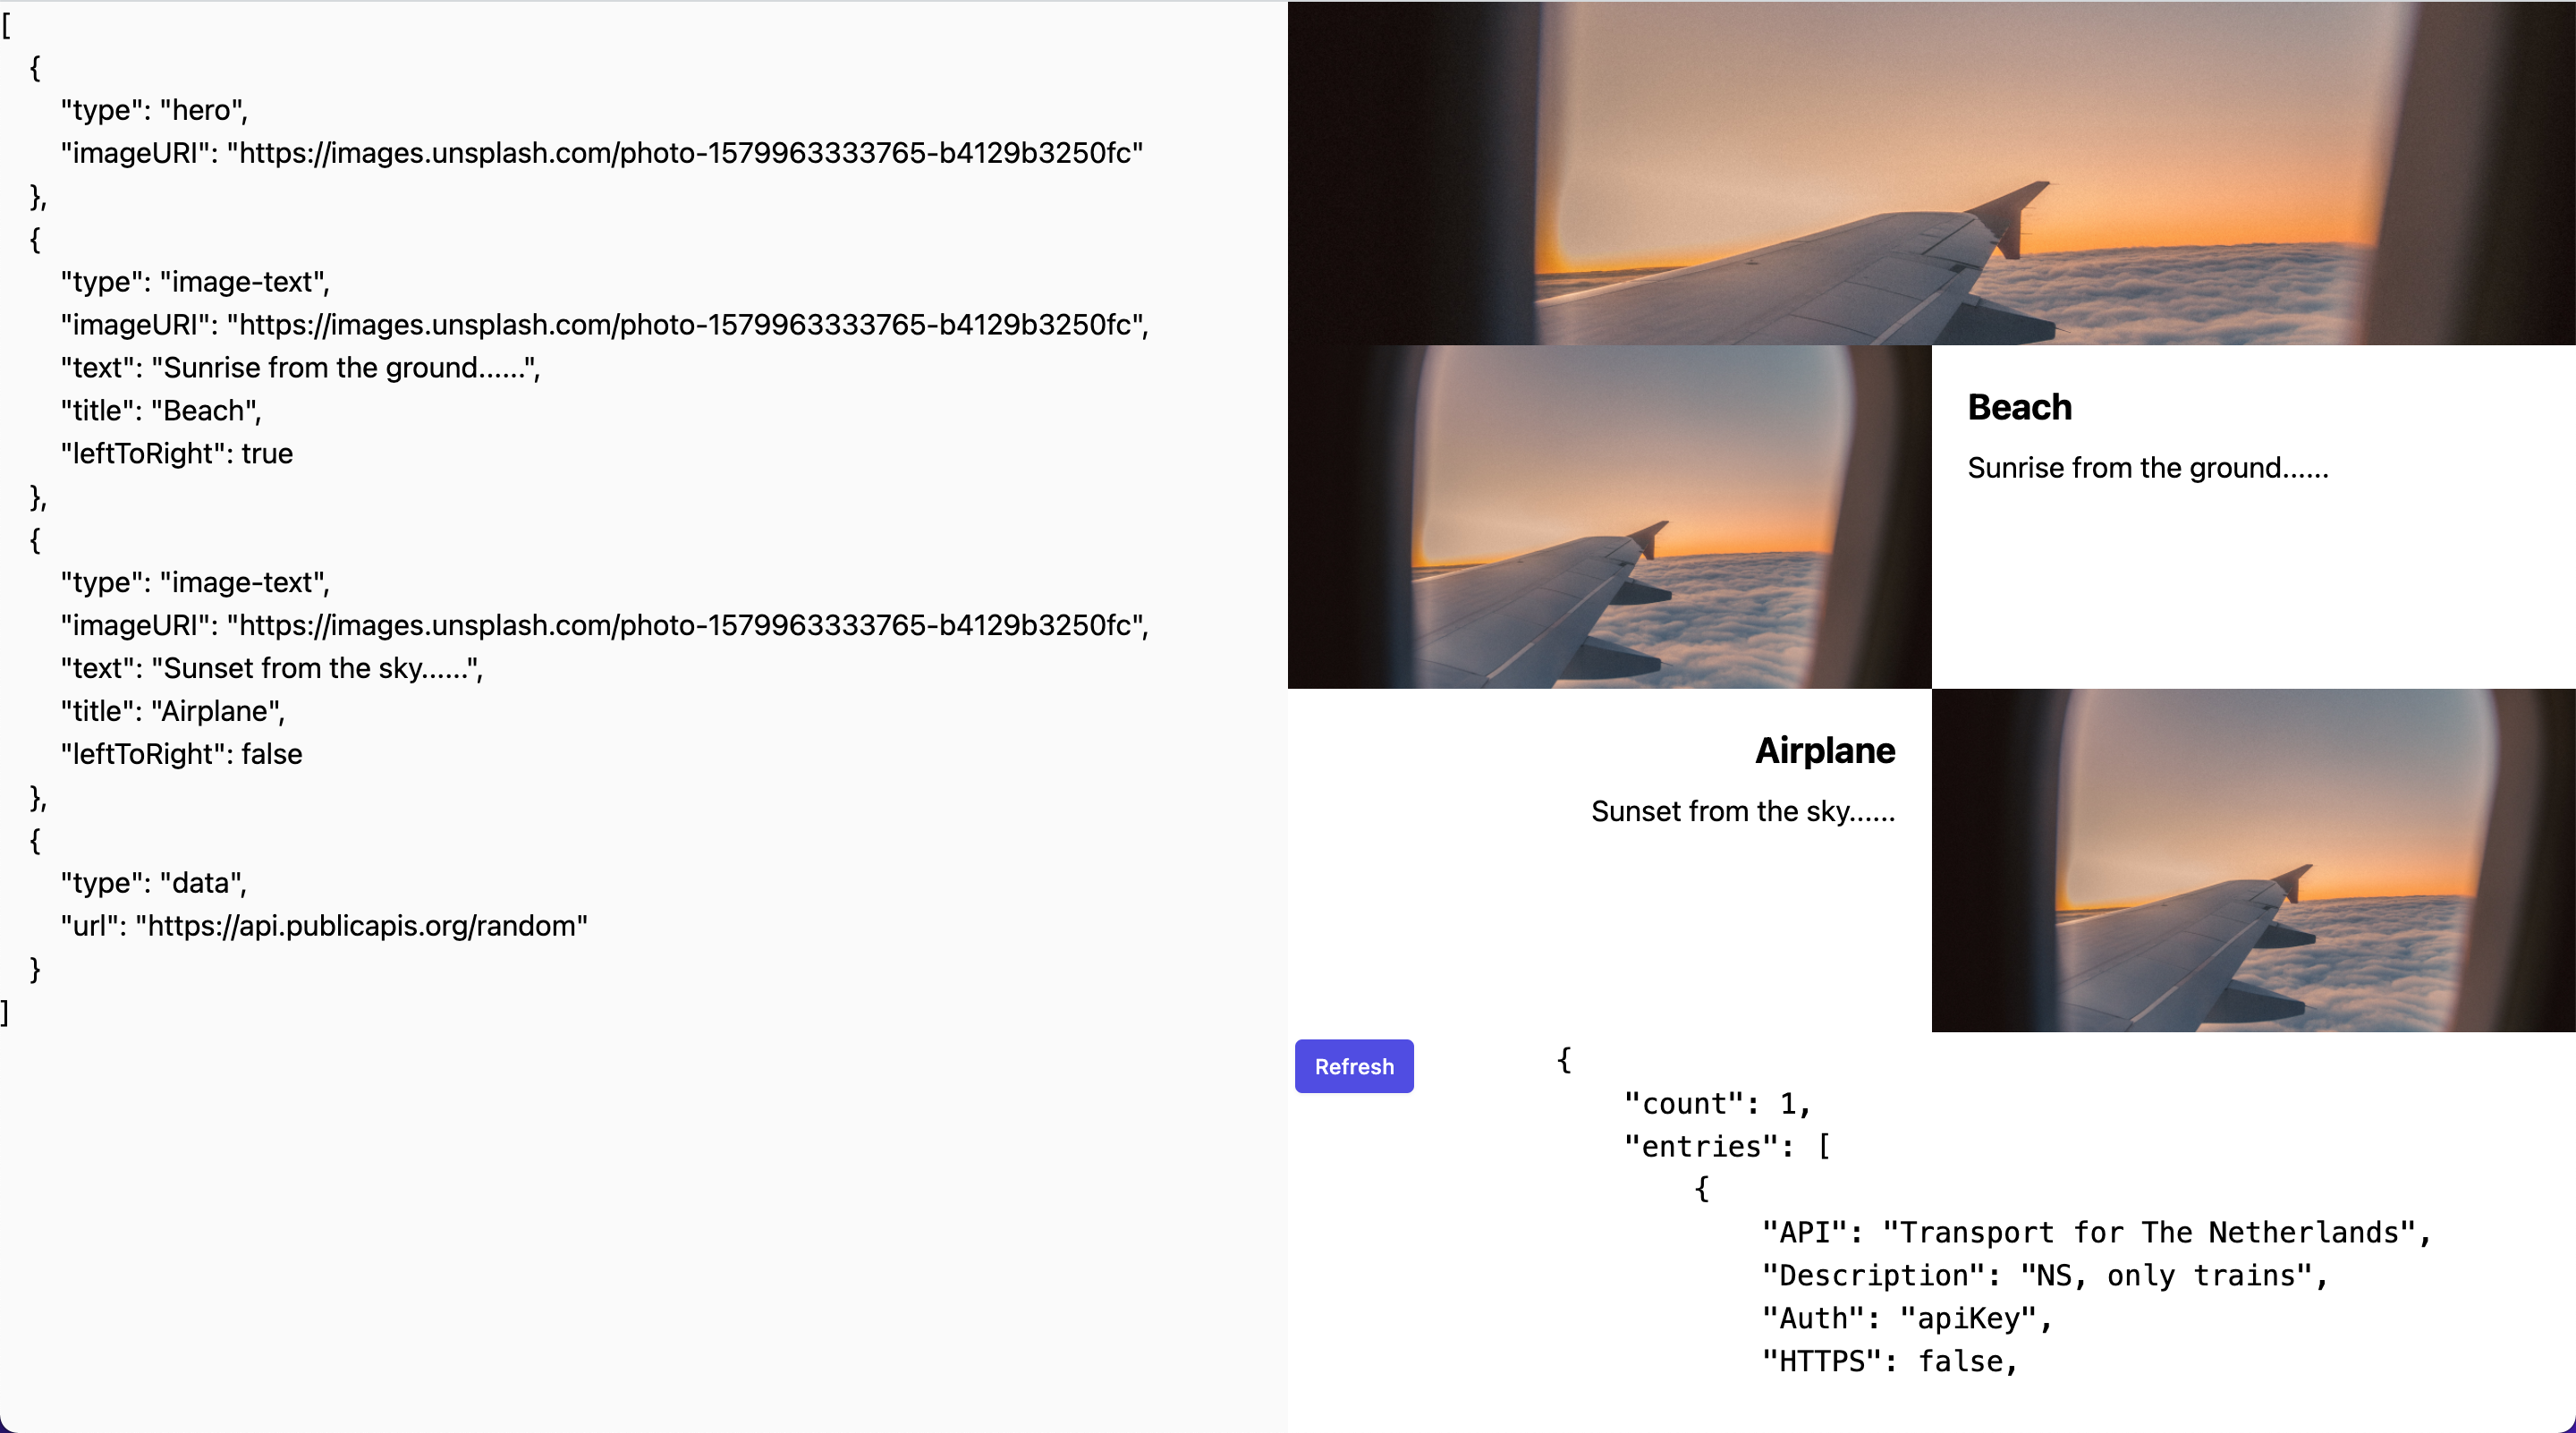 [
    {
        "type": "hero",
        "imageURI": "https://images.unsplash.com/photo-1579963333765-b4129b3250fc"
    },
    {
        "type": "image-text",
        "imageURI": "https://images.unsplash.com/photo-1579963333765-b4129b3250fc",
        "text": "Sunrise from the ground......",
        "title": "Beach",
        "leftToRight": true
    },
    {
        "type": "image-text",
        "imageURI": "https://images.unsplash.com/photo-1579963333765-b4129b3250fc",
        "text": "Sunset from the sky......",
        "title": "Airplane",
        "leftToRight": false
    },
    {
        "type": "data",
        "url": "https://api.publicapis.org/random"
    }
]
Beach
Sunrise from the ground......
Airplane
Sunset from the sky......
Refresh
{
    "count": 1,
    "entries": [
        {
            "API": "Transport for The Netherlands",
            "Description": "NS, only trains",
            "Auth": "apiKey",
            "HTTPS": false,